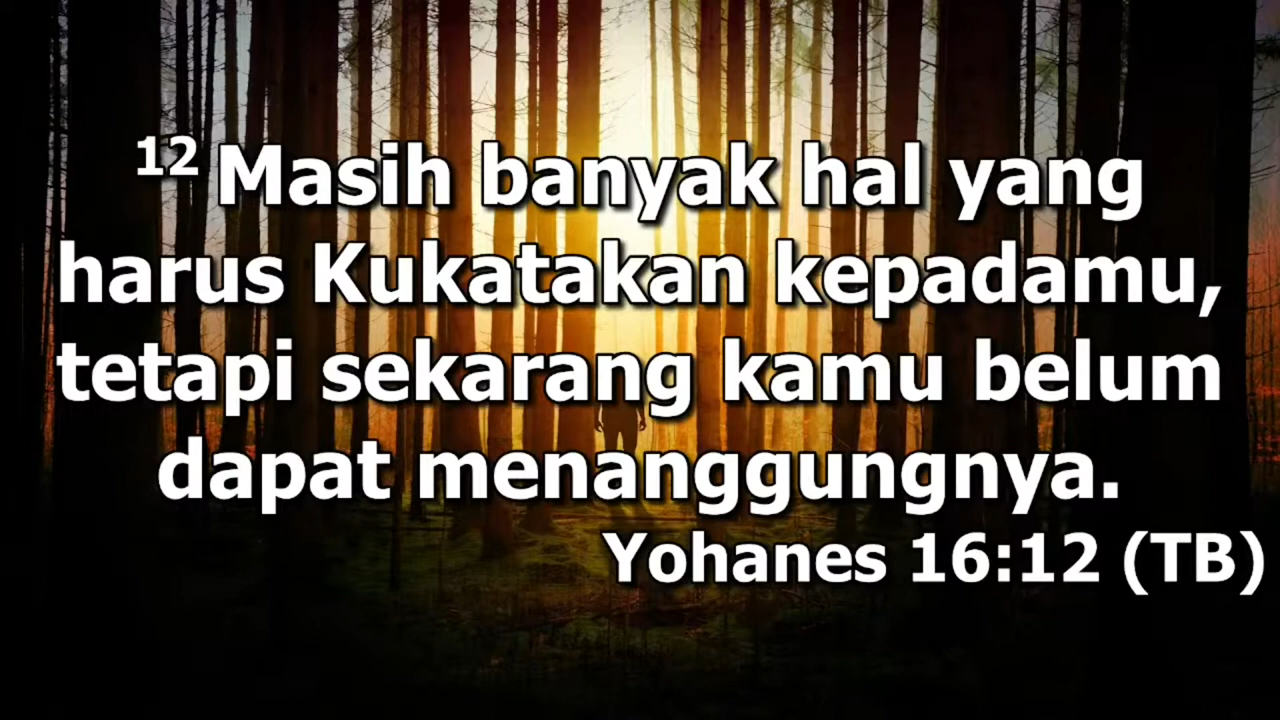 12 Masih banyak hal yang
harus Kukatakan kepadamu,
tetapi sekarang kamu belum
dapat menanggungnya.
Yohanes 16:12 (TB)